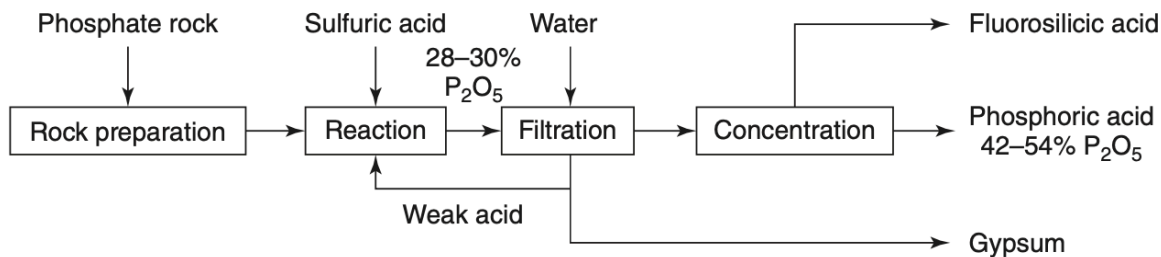 Phosphate rock
Sulfuric acid
Water
Fluorosilicic acid
28–30%
P₂O₅
Rock preparation
Reaction
Filtration
Concentration
Phosphoric acid
42–54% P₂O₅
Weak acid
Gypsum